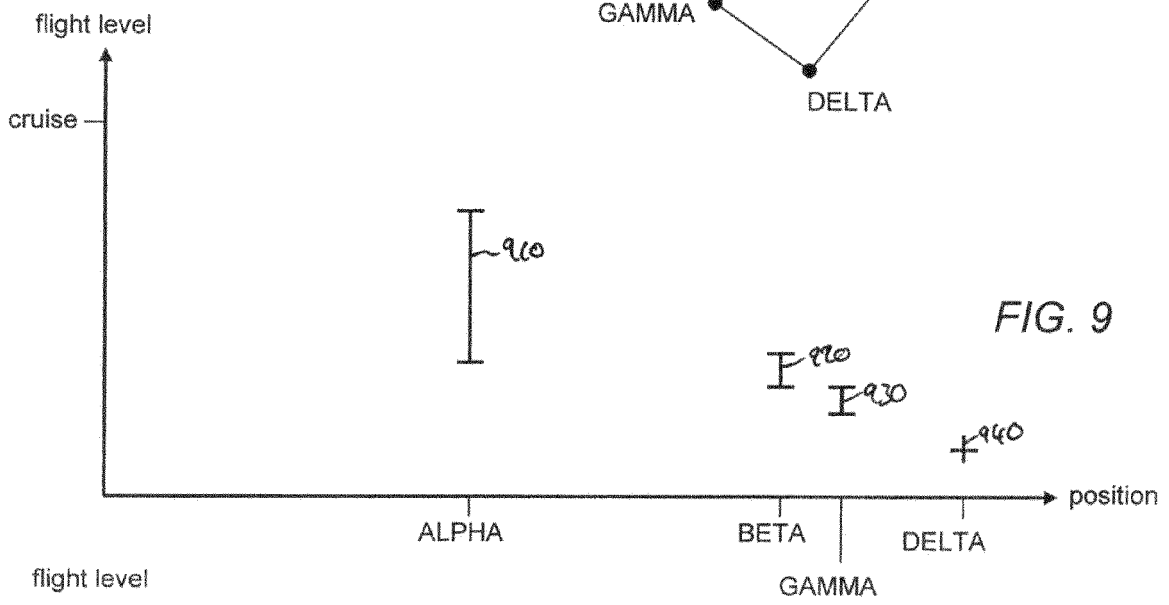 GAMMA
flight level
DELTA
cruise
910
FIG. 9
920
930
940
position
ALPHA
BETA
DELTA
flight level
GAMMA